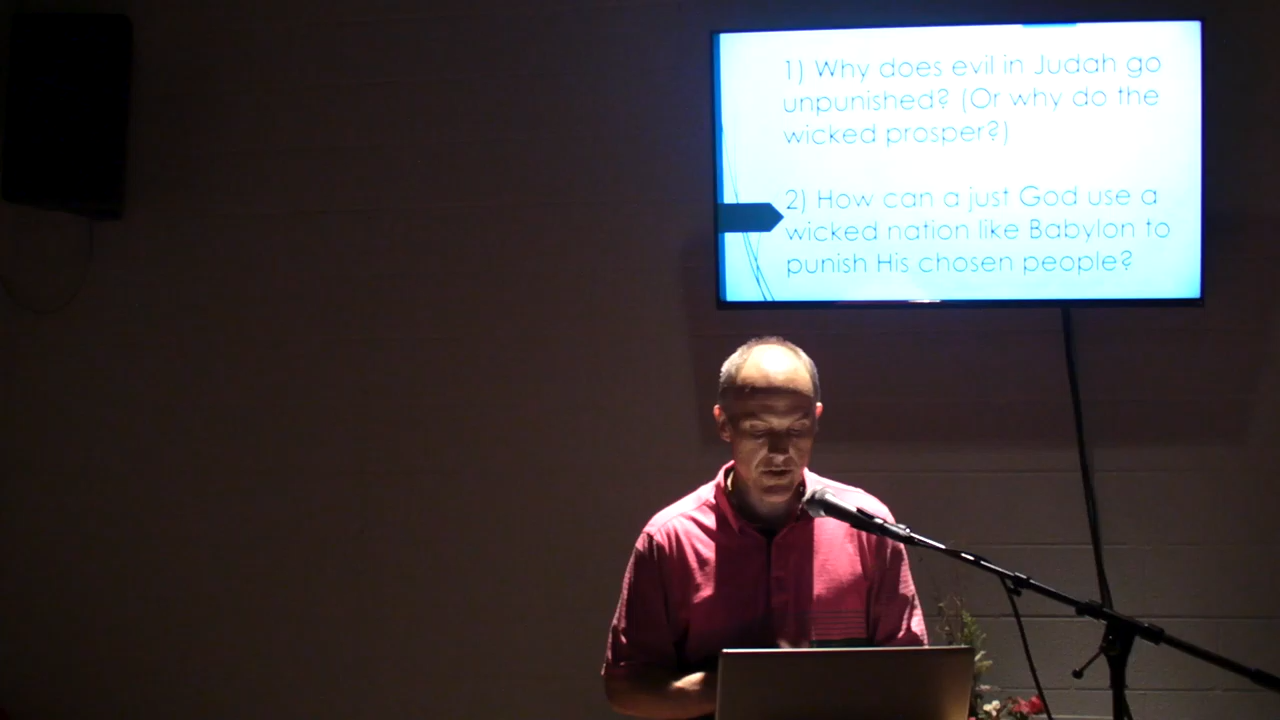 1) Why does evil in Judah go
unpunished? (Or why do the
wicked prosper?)
2) How can a just God use a
wicked nation like Babylon to
punish His chosen people?